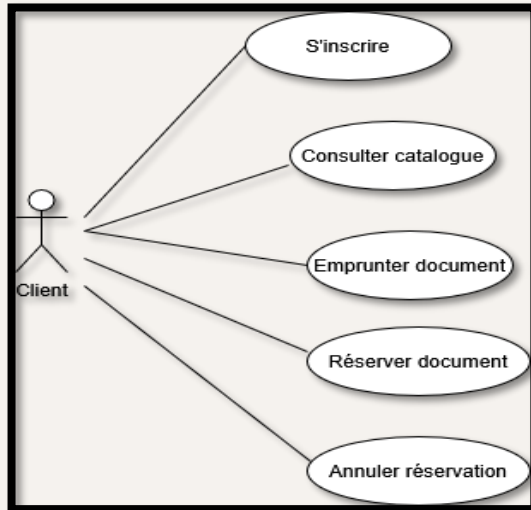 S'inscrire
Consulter catalogue
Emprunter document
Client
Réserver document
Annuler réservation